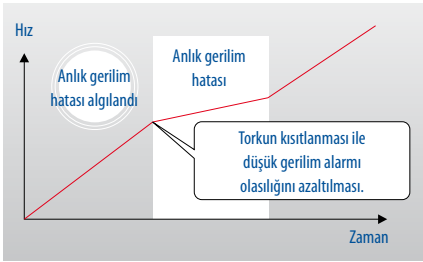 Hız
Anlık gerilim
hatası algılandı
Anlık gerilim
hatası
Torkun kısıtlanması ile
düşük gerilim alarmı
olasılığını azaltılması.
Zaman